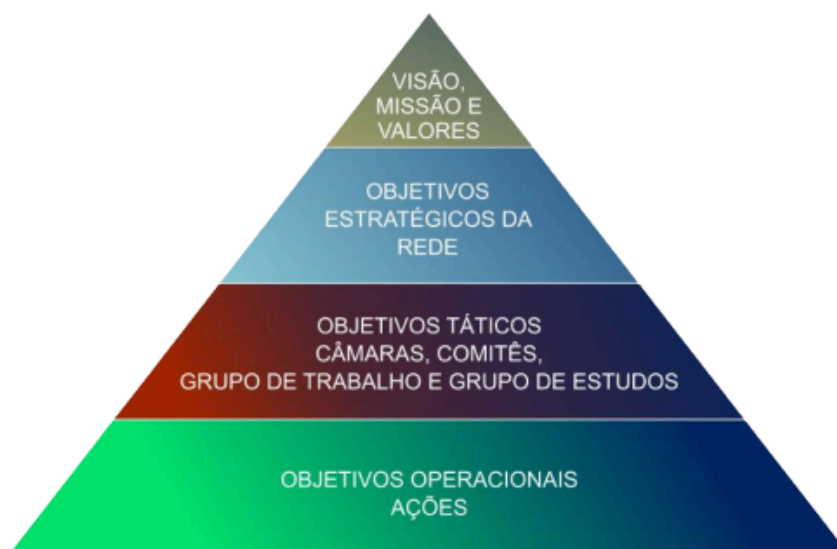 VISÃO,
MISSÃO E
VALORES
OBJETIVOS
ESTRATÉGICOS DA
REDE
OBJETIVOS TÁTICOS
CÂMARAS, COMITÊS,
GRUPO DE TRABALHO E GRUPO DE ESTUDOS
OBJETIVOS OPERACIONAIS
AÇÕES